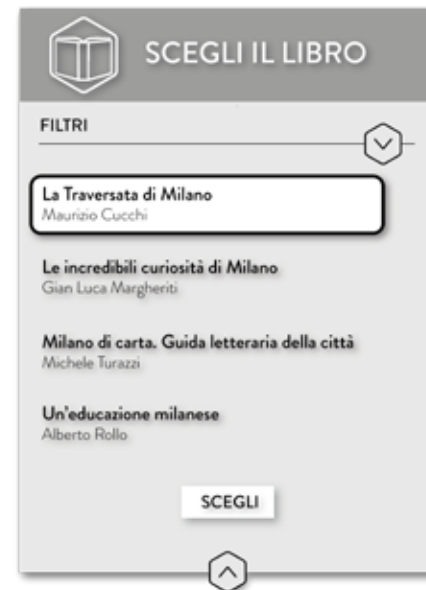 SCEGLI IL LIBRO
FILTRI
La Traversata di Milano
Maurizio Cucchi
Le incredibili curiosità di Milano
Gian Luca Margheriti
Milano di carta. Guida letteraria della città
Michele Turazzi
Un'educazione milanese
Alberto Rollo
SCEGLI